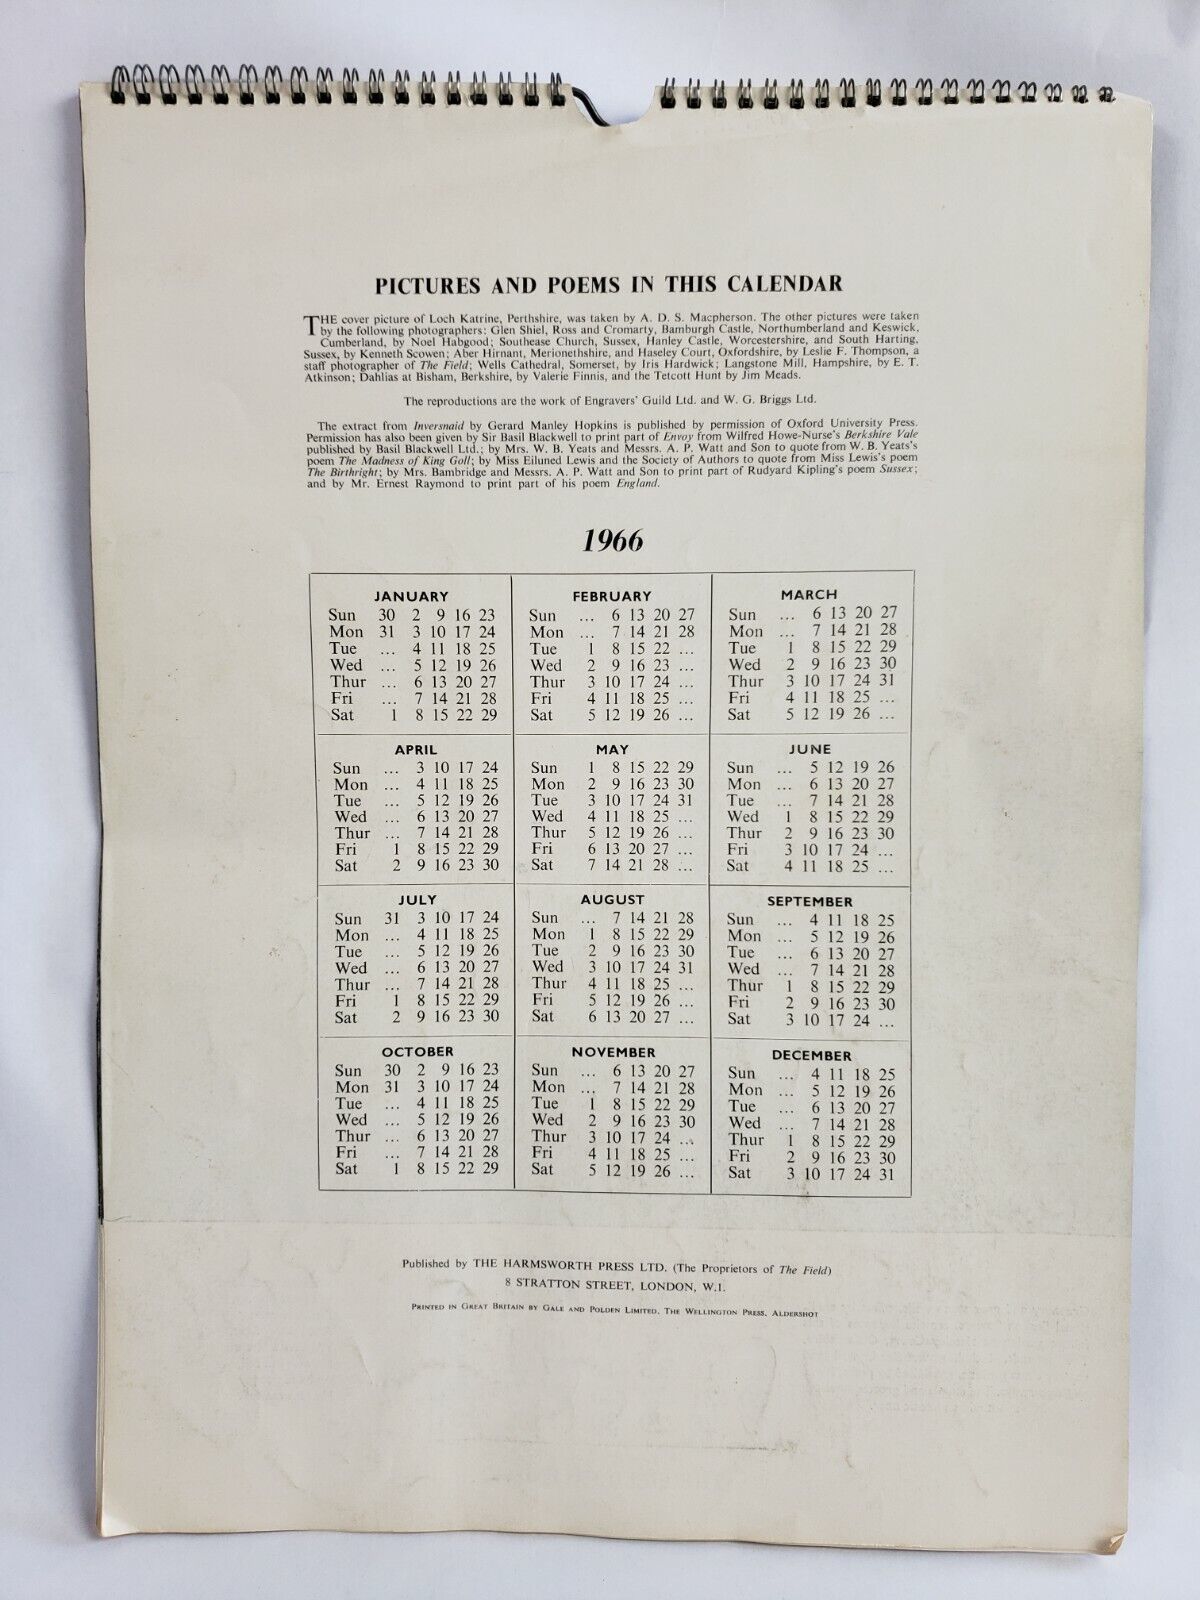 PICTURES AND POEMS IN THIS CALENDAR
THE cover picture of Loch Katrine, Perthshire, was taken by A. D. S. Macpherson. The other pictures were taken
by the following photographers: Glen Shiel, Ross and Cromarty, Bamburgh Castle, Northumberland and Keswick,
Cumberland, by Noel Habgood; Southease Church, Sussex, Hanley Castle, Worcestershire, and South Harting,
Sussex, by Kenneth Scowen; Aber Hirnant, Merionethshire, and Haseley Court, Oxfordshire, by Leslie F. Thompson, a
staff photographer of The Field; Wells Cathedral, Somerset, by Iris Hardwick; Langstone Mill, Hampshire, by E. T.
Atkinson; Dahlias at Bisham, Berkshire, by Valerie Finnis, and the Tetcott Hunt by Jim Meads.
The reproductions are the work of Engravers' Guild Ltd. and W. G. Briggs Ltd.
The extract from Inversnaid by Gerard Manley Hopkins is published by permission of Oxford University Press.
Permission has also been given by Sir Basil Blackwell to print part of Envoy from Wilfred Howe-Nurse's Berkshire Vale
published by Basil Blackwell Ltd.; by Mrs. W. B. Yeats and Messrs. A. P. Watt and Son to quote from W. B. Yeats's
poem The Madness of King Goll; by Miss Eiluned Lewis and the Society of Authors to quote from Miss Lewis's poem
The Birthright; by Mrs. Bambridge and Messrs. A. P. Watt and Son to print part of Rudyard Kipling's poem Sussex;
and by Mr. Ernest Raymond to print part of his poem England.
1966
JANUARY
Sun 30 2 9 16 23
Mon 31 3 10 17 24
Tue ... 4 11 18 25
Wed ... 5 12 19 26
Thur ... 6 13 20 27
Fri ... 7 14 21 28
Sat 1 8 15 22 29
FEBRUARY
Sun ... 6 13 20 27
Mon ... 7 14 21 28
Tue 1 8 15 22 ...
Wed 2 9 16 23 ...
Thur 3 10 17 24 ...
Fri 4 11 18 25 ...
Sat 5 12 19 26 ...
MARCH
Sun ... 6 13 20 27
Mon ... 7 14 21 28
Tue 1 8 15 22 29
Wed 2 9 16 23 30
Thur 3 10 17 24 31
Fri 4 11 18 25 ...
Sat 5 12 19 26 ...
APRIL
Sun ... 3 10 17 24
Mon ... 4 11 18 25
Tue ... 5 12 19 26
Wed ... 6 13 20 27
Thur ... 7 14 21 28
Fri 1 8 15 22 29
Sat 2 9 16 23 30
MAY
Sun 1 8 15 22 29
Mon 2 9 16 23 30
Tue 3 10 17 24 31
Wed 4 11 18 25 ...
Thur 5 12 19 26 ...
Fri 6 13 20 27 ...
Sat 7 14 21 28 ...
JUNE
Sun ... 5 12 19 26
Mon ... 6 13 20 27
Tue ... 7 14 21 28
Wed 1 8 15 22 29
Thur 2 9 16 23 30
Fri 3 10 17 24 ...
Sat 4 11 18 25 ...
JULY
Sun 31 3 10 17 24
Mon ... 4 11 18 25
Tue ... 5 12 19 26
Wed ... 6 13 20 27
Thur ... 7 14 21 28
Fri 1 8 15 22 29
Sat 2 9 16 23 30
AUGUST
Sun ... 7 14 21 28
Mon 1 8 15 22 29
Tue 2 9 16 23 30
Wed 3 10 17 24 31
Thur 4 11 18 25 ...
Fri 5 12 19 26 ...
Sat 6 13 20 27 ...
SEPTEMBER
Sun ... 4 11 18 25
Mon ... 5 12 19 26
Tue ... 6 13 20 27
Wed ... 7 14 21 28
Thur 1 8 15 22 29
Fri 2 9 16 23 30
Sat 3 10 17 24 ...
OCTOBER
Sun 30 2 9 16 23
Mon 31 3 10 17 24
Tue ... 4 11 18 25
Wed ... 5 12 19 26
Thur ... 6 13 20 27
Fri ... 7 14 21 28
Sat 1 8 15 22 29
NOVEMBER
Sun ... 6 13 20 27
Mon ... 7 14 21 28
Tue 1 8 15 22 29
Wed 2 9 16 23 30
Thur 3 10 17 24 ...
Fri 4 11 18 25 ...
Sat 5 12 19 26 ...
DECEMBER
Sun ... 4 11 18 25
Mon ... 5 12 19 26
Tue ... 6 13 20 27
Wed ... 7 14 21 28
Thur 1 8 15 22 29
Fri 2 9 16 23 30
Sat 3 10 17 24 31
Published by THE HARMSWORTH PRESS LTD. (The Proprietors of The Field)
8 STRATTON STREET, LONDON, W.1.
PRINTED IN GREAT BRITAIN BY GALE AND POLDEN LIMITED, THE WELLINGTON PRESS, ALDERSHOT